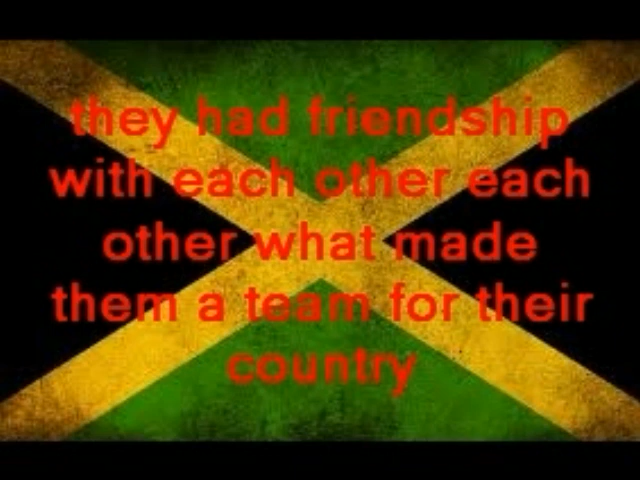 they had friendship
with each other each
other what made
them a team for their
country